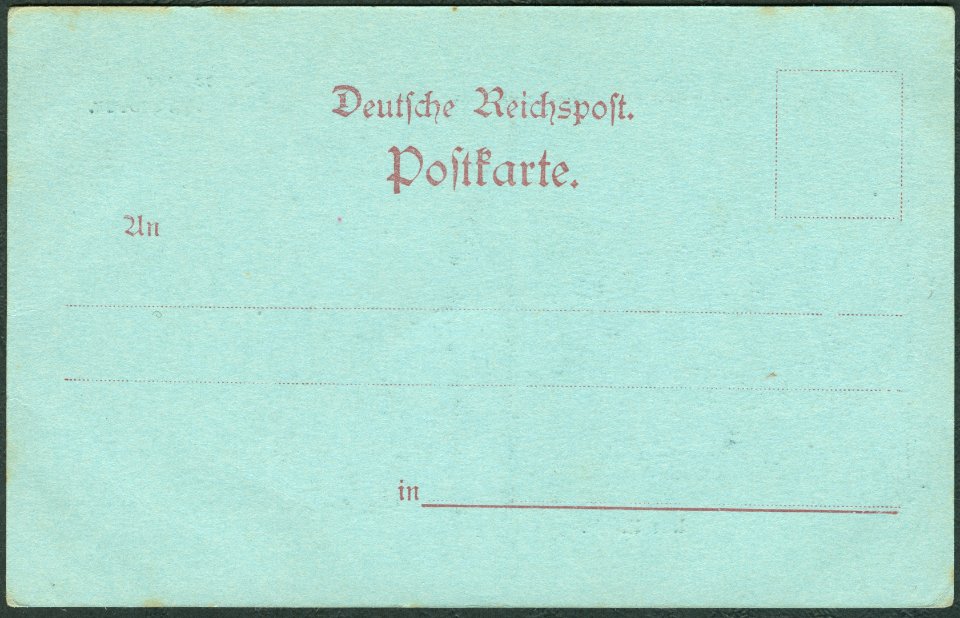 Deutsche Reichspost.
Postkarte.
An
in